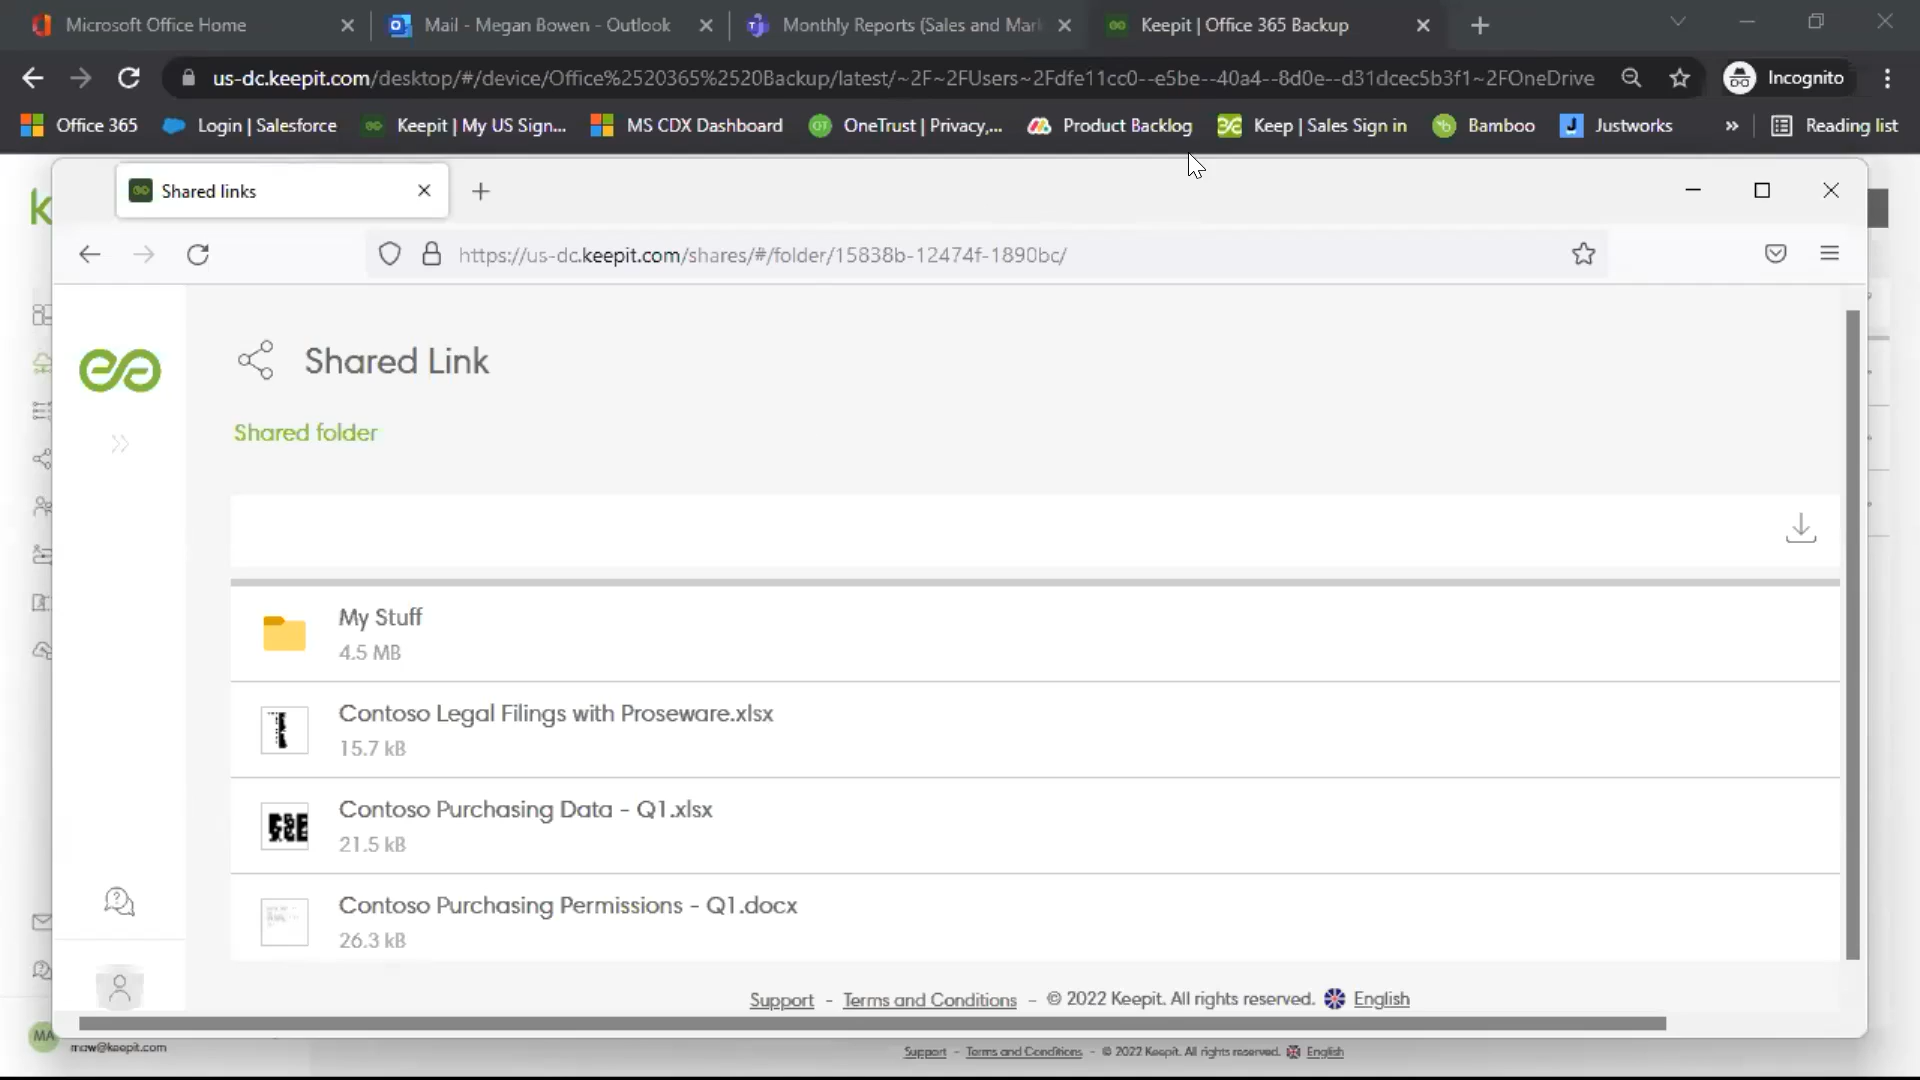 Microsoft Office Home
Mail - Megan Bowen - Outlook
Monthly Reports (Sales and Mar
Keepit | Office 365 Backup
us-dc.keepit.com/desktop/#/device/Office%2520365%2520Backup/latest/~2F~2FUsers~2Fdfe11cc0--e5be--40a4--8d0e--d31dcec5b3f1~2FOneDrive
Incognito
Office 365
Login | Salesforce
Keepit | My US Sign...
MS CDX Dashboard
OneTrust | Privacy,...
Product Backlog
Keep | Sales Sign in
Bamboo
Justworks
Reading list
k
Shared links
https://us-dc.keepit.com/shares/#/folder/15838b-12474f-1890bc/
Shared Link
Shared folder
My Stuff
4.5 MB
Contoso Legal Filings with Proseware.xlsx
15.7 kB
Contoso Purchasing Data - Q1.xlsx
21.5 kB
Contoso Purchasing Permissions - Q1.docx
26.3 kB
Support - Terms and Conditions - © 2022 Keepit. All rights reserved. English
MA
maw@keepit.com
Support - Terms and Conditions - © 2022 Keepit. All rights reserved. English